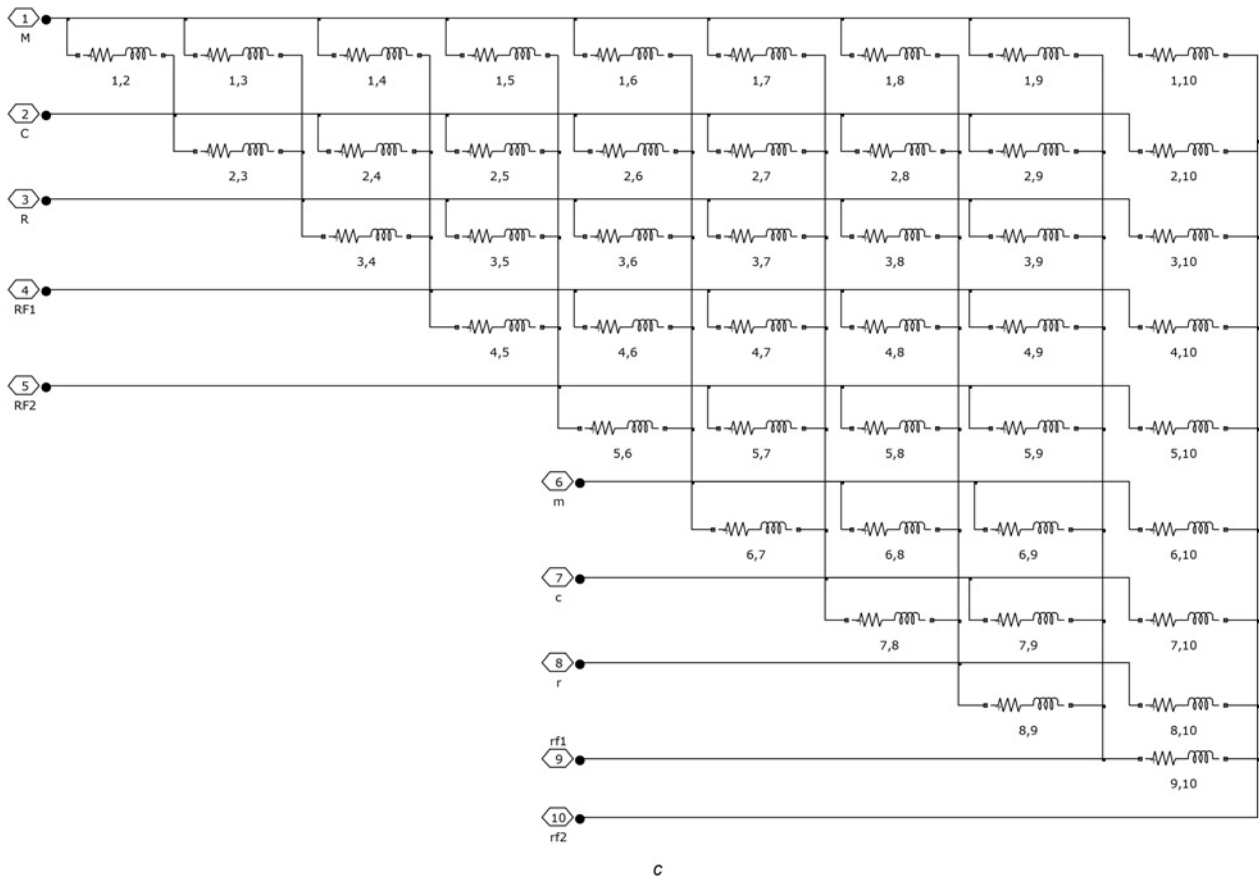 1
M
1,2 1,3 1,4 1,5 1,6 1,7 1,8 1,9 1,10
2
C
2,3 2,4 2,5 2,6 2,7 2,8 2,9 2,10
3
R
3,4 3,5 3,6 3,7 3,8 3,9 3,10
4
RF1
4,5 4,6 4,7 4,8 4,9 4,10
5
RF2
5,6 5,7 5,8 5,9 5,10
6
m
6,7 6,8 6,9 6,10
7
c
7,8 7,9 7,10
8
r
8,9 8,10
rf1
9
9,10
10
rf2
c